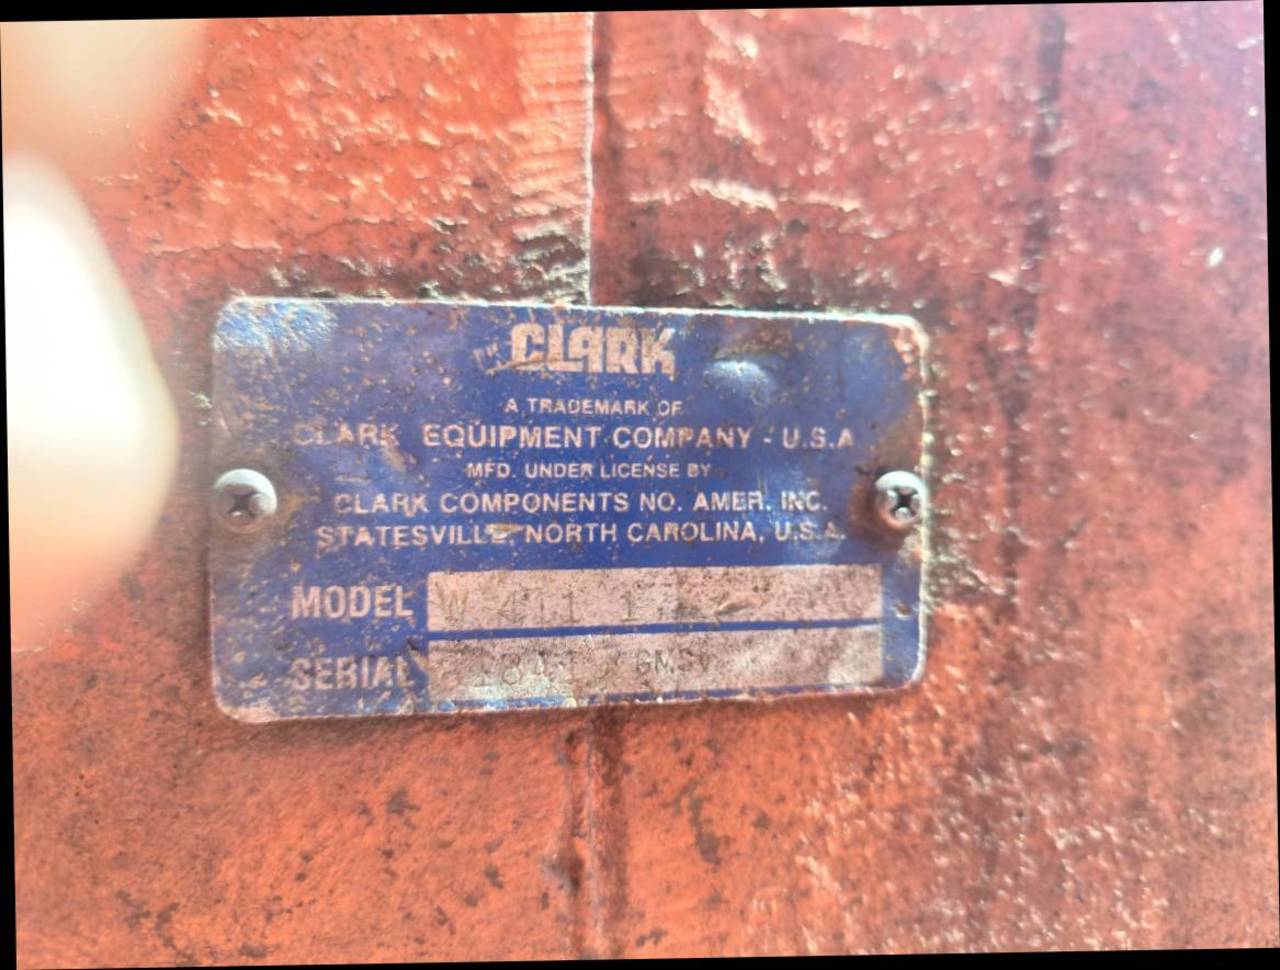 CLARK
A TRADEMARK OF
CLARK EQUIPMENT COMPANY - U.S.A
MFD. UNDER LICENSE BY
CLARK COMPONENTS NO. AMER. INC.
STATESVILLE, NORTH CAROLINA, U.S.A.
MODEL W 411
SERIAL